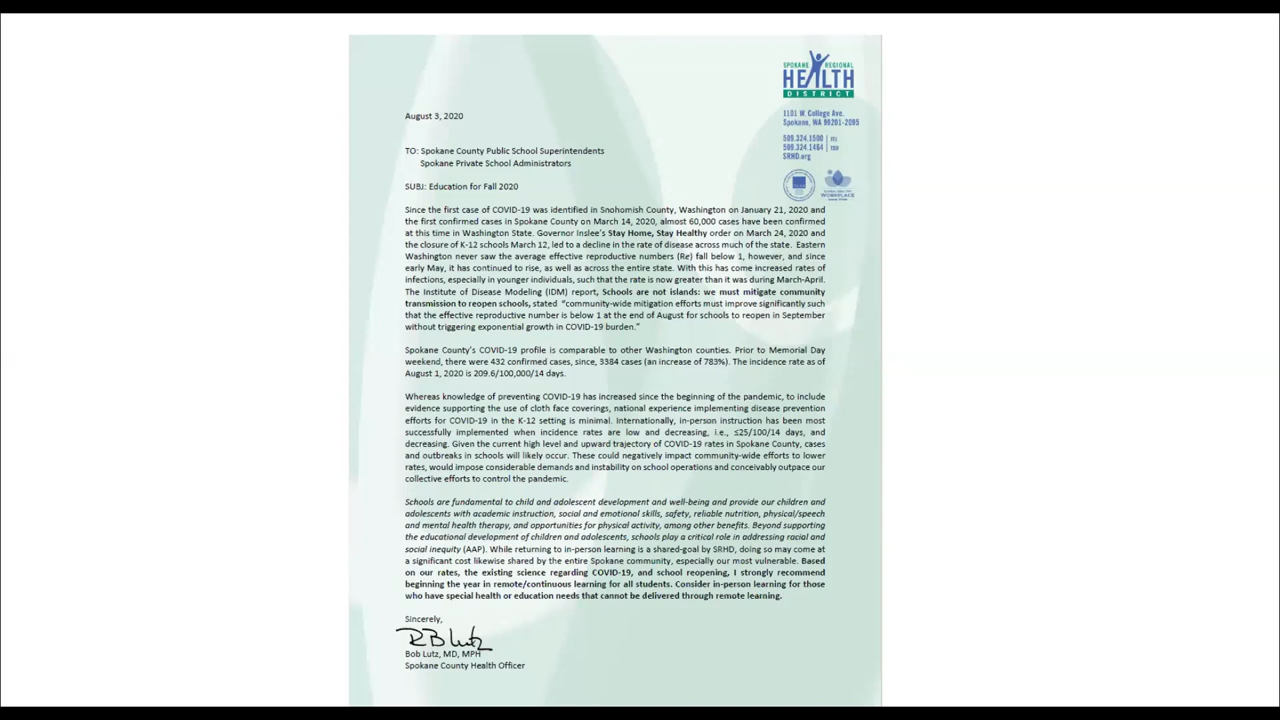 SPOKANE REGIONAL
HEALTH
DISTRICT
1101 W. College Ave.
Spokane, WA 99201-2095
509.324.1500 | TEL
509.324.1464 | TDD
SRHD.org
August 3, 2020
TO: Spokane County Public School Superintendents
Spokane Private School Administrators
SUBJ: Education for Fall 2020
Since the first case of COVID-19 was identified in Snohomish County, Washington on January 21, 2020 and
the first confirmed cases in Spokane County on March 14, 2020, almost 60,000 cases have been confirmed
at this time in Washington State. Governor Inslee's Stay Home, Stay Healthy order on March 24, 2020 and
the closure of K-12 schools March 12, led to a decline in the rate of disease across much of the state. Eastern
Washington never saw the average effective reproductive numbers (Re) fall below 1, however, and since
early May, it has continued to rise, as well as across the entire state. With this has come increased rates of
infections, especially in younger individuals, such that the rate is now greater than it was during March-April.
The Institute of Disease Modeling (IDM) report, Schools are not islands: we must mitigate community
transmission to reopen schools, stated “community-wide mitigation efforts must improve significantly such
that the effective reproductive number is below 1 at the end of August for schools to reopen in September
without triggering exponential growth in COVID-19 burden.”
Spokane County's COVID-19 profile is comparable to other Washington counties. Prior to Memorial Day
weekend, there were 432 confirmed cases, since, 3384 cases (an increase of 783%). The incidence rate as of
August 1, 2020 is 209.6/100,000/14 days.
Whereas knowledge of preventing COVID-19 has increased since the beginning of the pandemic, to include
evidence supporting the use of cloth face coverings, national experience implementing disease prevention
efforts for COVID-19 in the K-12 setting is minimal. Internationally, in-person instruction has been most
successfully implemented when incidence rates are low and decreasing, i.e., ≤25/100/14 days, and
decreasing. Given the current high level and upward trajectory of COVID-19 rates in Spokane County, cases
and outbreaks in schools will likely occur. These could negatively impact community-wide efforts to lower
rates, would impose considerable demands and instability on school operations and conceivably outpace our
collective efforts to control the pandemic.
Schools are fundamental to child and adolescent development and well-being and provide our children and
adolescents with academic instruction, social and emotional skills, safety, reliable nutrition, physical/speech
and mental health therapy, and opportunities for physical activity, among other benefits. Beyond supporting
the educational development of children and adolescents, schools play a critical role in addressing racial and
social inequity (AAP). While returning to in-person learning is a shared-goal by SRHD, doing so may come at
a significant cost likewise shared by the entire Spokane community, especially our most vulnerable. Based
on our rates, the existing science regarding COVID-19, and school reopening, I strongly recommend
beginning the year in remote/continuous learning for all students. Consider in-person learning for those
who have special health or education needs that cannot be delivered through remote learning.
Sincerely,
RB Lutz
Bob Lutz, MD, MPH
Spokane County Health Officer